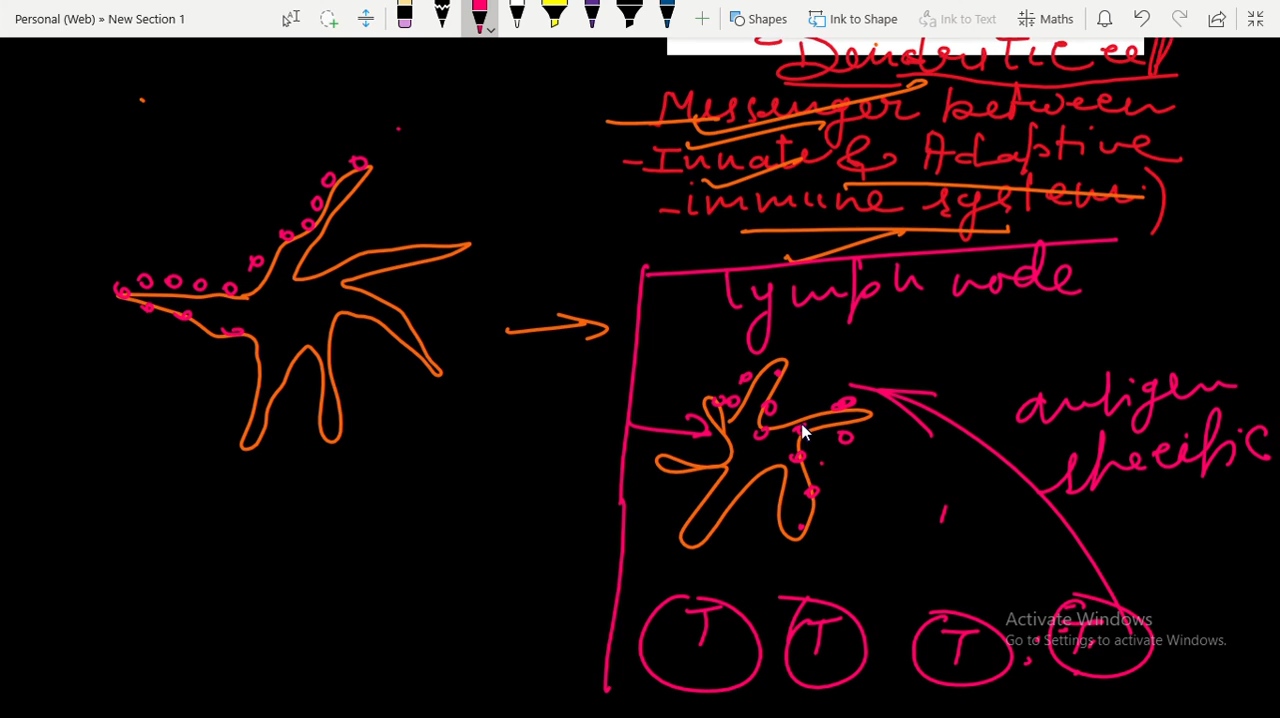 Personal (Web) » New Section 1
Shapes
Ink to Shape
Ink to Text
Maths
Dendritic cell
- Messenger between
- Innate & Adaptive
- immune system)
lymph node
antigen
specific
T T T T
Activate Windows
Go to Settings to activate Windows.